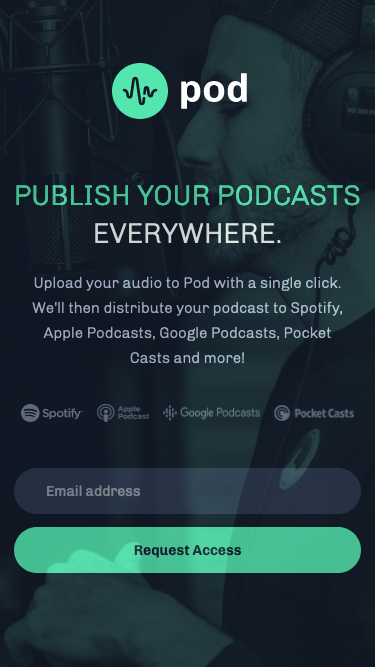 pod
PUBLISH YOUR PODCASTS
EVERYWHERE.
Upload your audio to Pod with a single click.
We'll then distribute your podcast to Spotify,
Apple Podcasts, Google Podcasts, Pocket
Casts and more!
Spotify Apple Podcast Google Podcasts Pocket Casts
Email address
Request Access